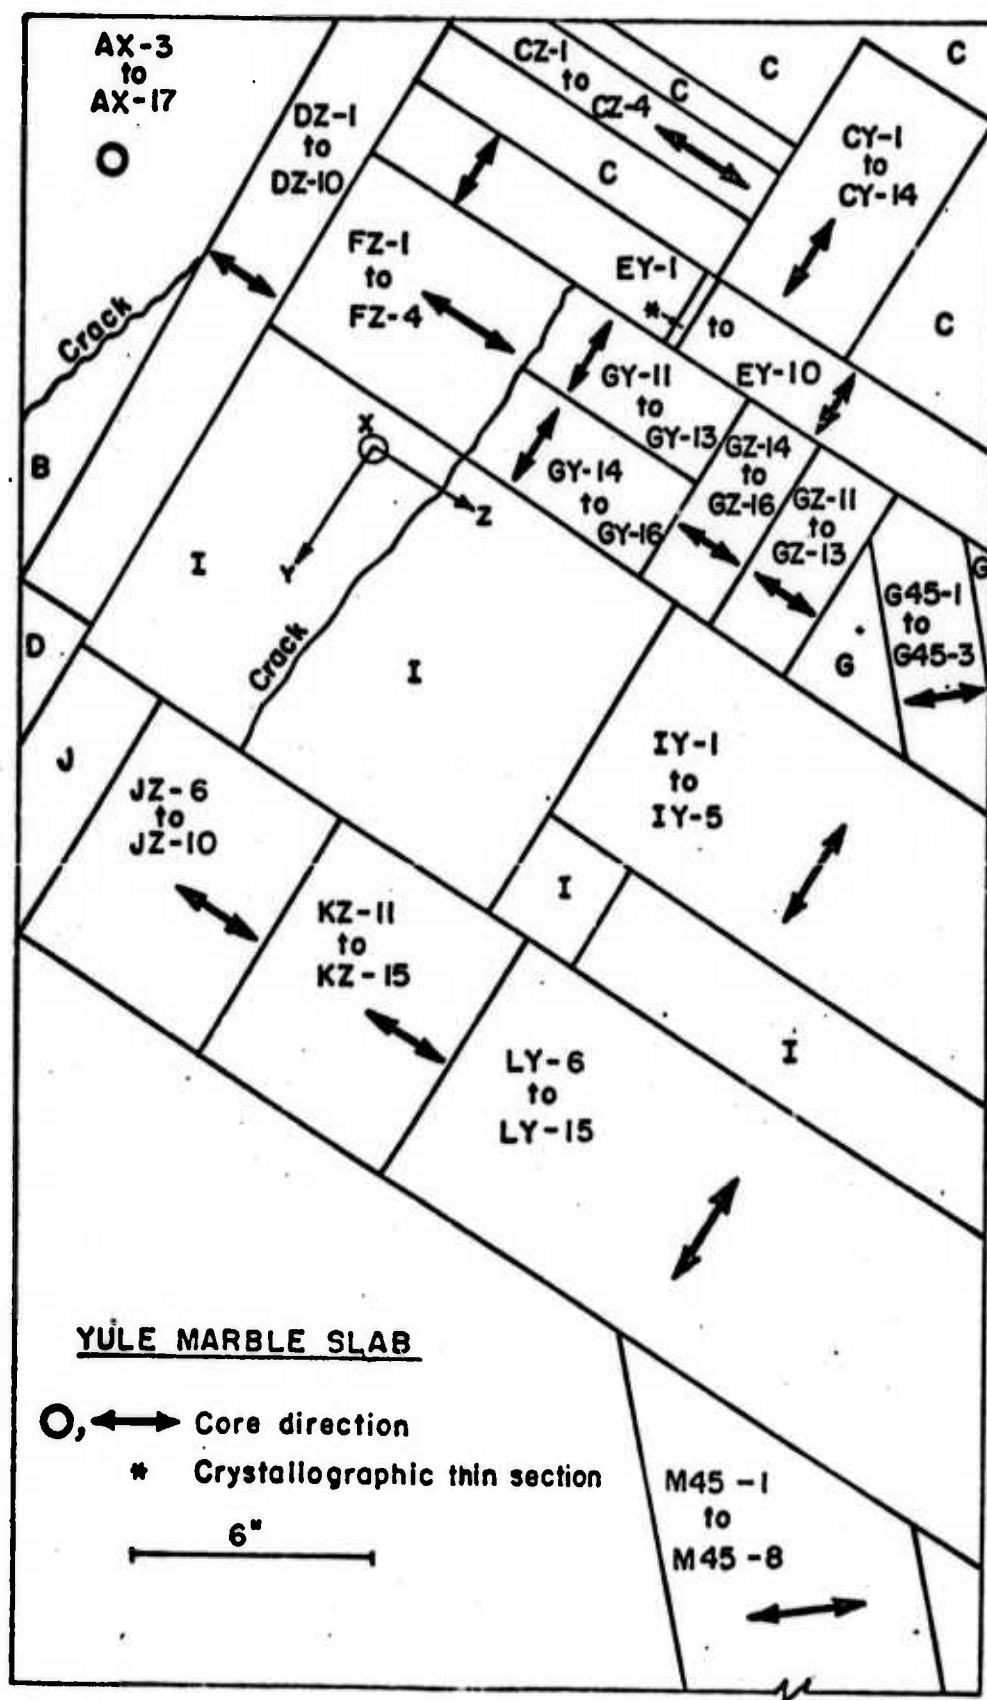 AX-3
to
AX-17
DZ-1
to
DZ-10
CZ-1
to
CZ-4
C
C
C
C
C
CY-1
to
CY-14
FZ-1
to
FZ-4
EY-1
*
to
EY-10
Crack
GY-11
to
GY-13
GY-14
to
GY-16
GZ-14
to
GZ-16
GZ-11
to
GZ-13
G
G45-1
to
G45-3
G
X
Y
Z
B
I
I
Crack
D
J
JZ-6
to
JZ-10
IY-1
to
IY-5
I
I
KZ-11
to
KZ-15
LY-6
to
LY-15
YULE MARBLE SLAB
O, Core direction
* Crystallographic thin section
6"
M45-1
to
M45-8